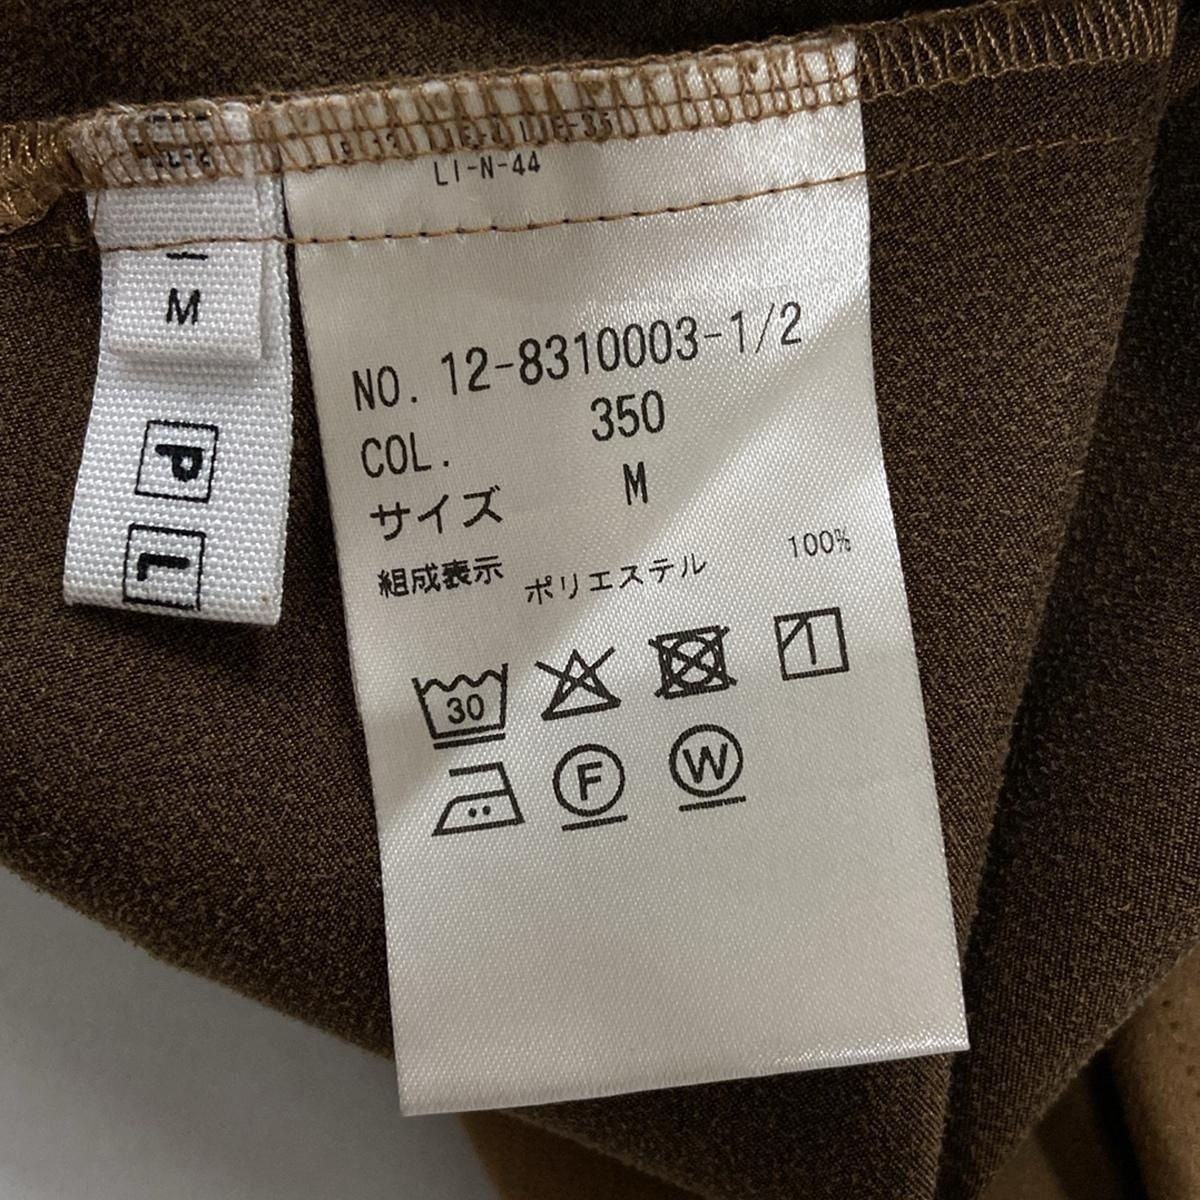 LI-N-44
M
P
L
NO. 12-8310003-1/2
COL. 350
サイズ M
組成表示 ポリエステル 100%
30
F W